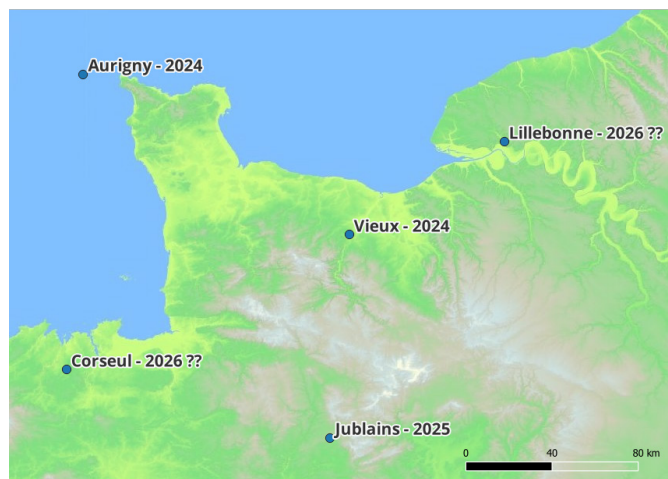 Aurigny - 2024
Lillebonne - 2026 ??
Vieux - 2024
Corseul - 2026 ??
Jublains - 2025
0 40 80 km